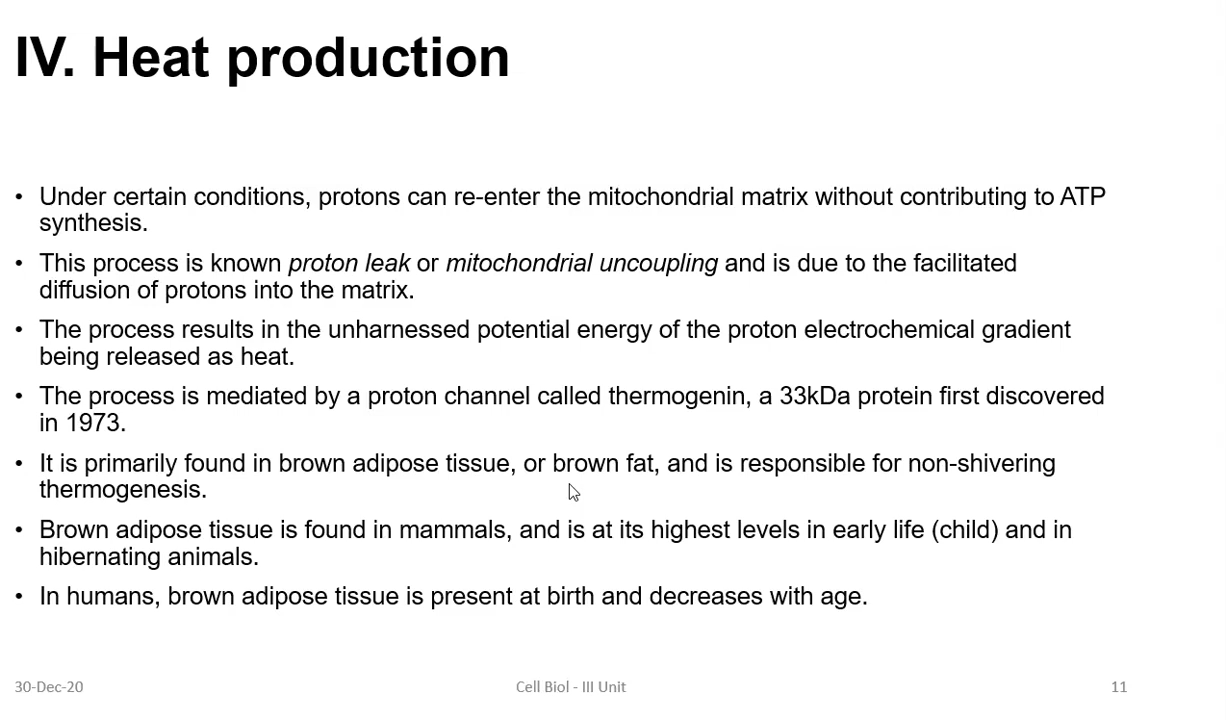 IV. Heat production
• Under certain conditions, protons can re-enter the mitochondrial matrix without contributing to ATP
synthesis.
• This process is known proton leak or mitochondrial uncoupling and is due to the facilitated
diffusion of protons into the matrix.
• The process results in the unharnessed potential energy of the proton electrochemical gradient
being released as heat.
• The process is mediated by a proton channel called thermogenin, a 33kDa protein first discovered
in 1973.
• It is primarily found in brown adipose tissue, or brown fat, and is responsible for non-shivering
thermogenesis.
• Brown adipose tissue is found in mammals, and is at its highest levels in early life (child) and in
hibernating animals.
• In humans, brown adipose tissue is present at birth and decreases with age.
30-Dec-20
Cell Biol - III Unit
11